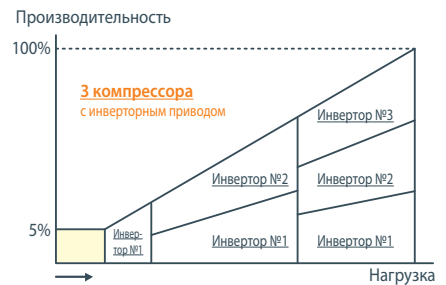 Производительность
100%
3 компрессора
с инверторным приводом
Инвертор №3
Инвертор №2
Инвертор №2
5%
Инвер-
тор №1
Инвертор №1
Инвертор №1
Нагрузка